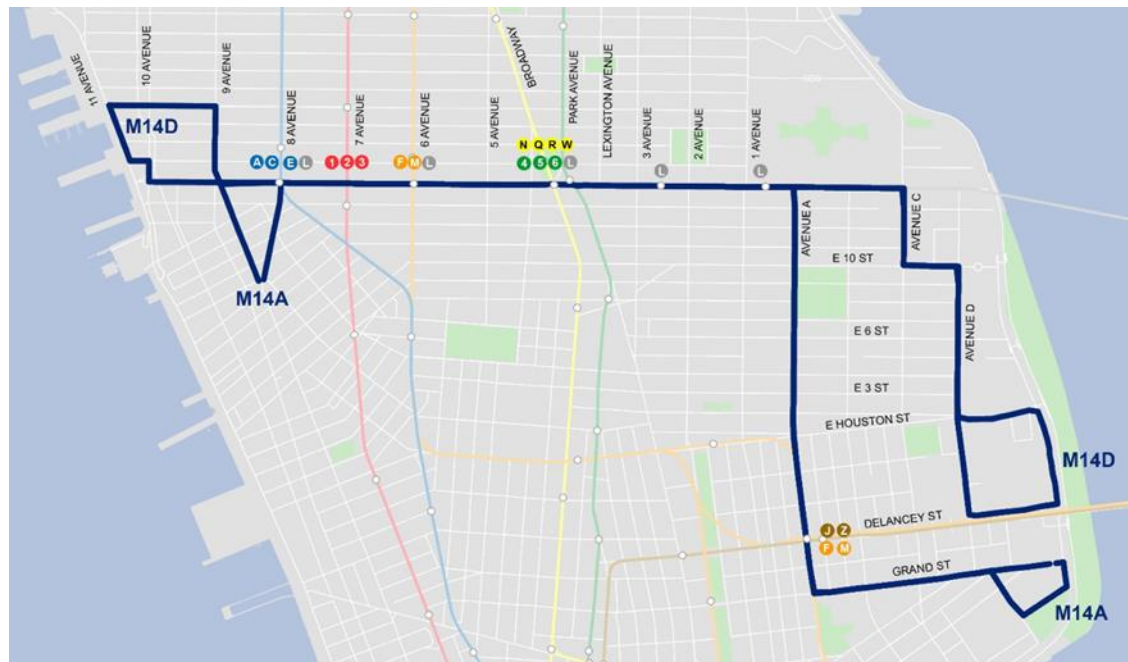 11 AVENUE
10 AVENUE
9 AVENUE
8 AVENUE
7 AVENUE
6 AVENUE
5 AVENUE
BROADWAY
PARK AVENUE
LEXINGTON AVENUE
3 AVENUE
2 AVENUE
1 AVENUE
M14D
A C E L
1 2 3
F M L
N Q R W
4 5 6 L
L
L
M14A
AVENUE A
AVENUE C
E 10 ST
E 6 ST
AVENUE D
E 3 ST
E HOUSTON ST
M14D
DELANCEY ST
J Z
F M
GRAND ST
M14A